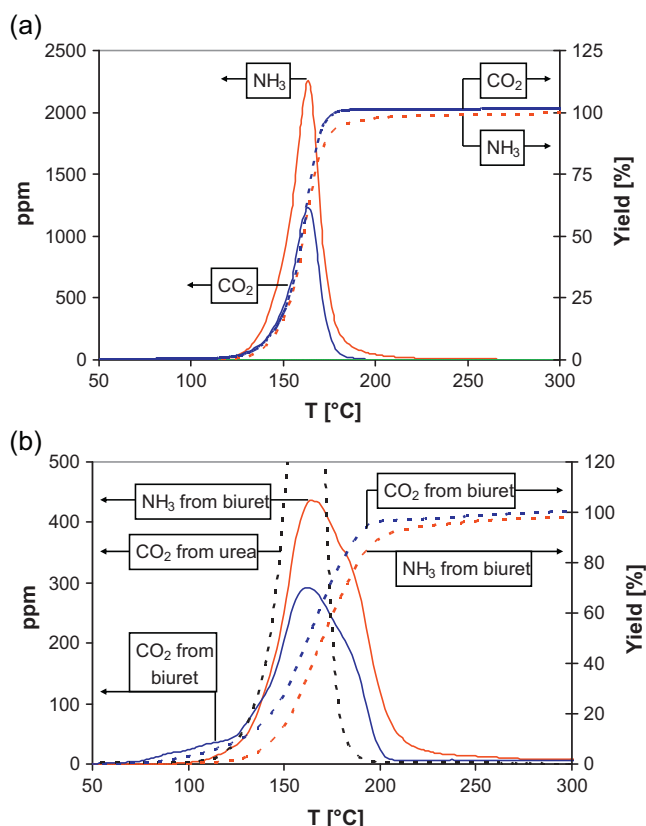 (a)
2500
2000
1500
1000
500
0
ppm
NH₃
CO₂
CO₂
NH₃
125
100
75
50
25
0
Yield [%]
50 100 150 200 250 300
T [°C]
(b)
500
400
300
200
100
0
ppm
NH₃ from biuret
CO₂ from urea
CO₂ from
biuret
CO₂ from biuret
NH₃ from biuret
120
100
80
60
40
20
0
Yield [%]
50 100 150 200 250 300
T [°C]